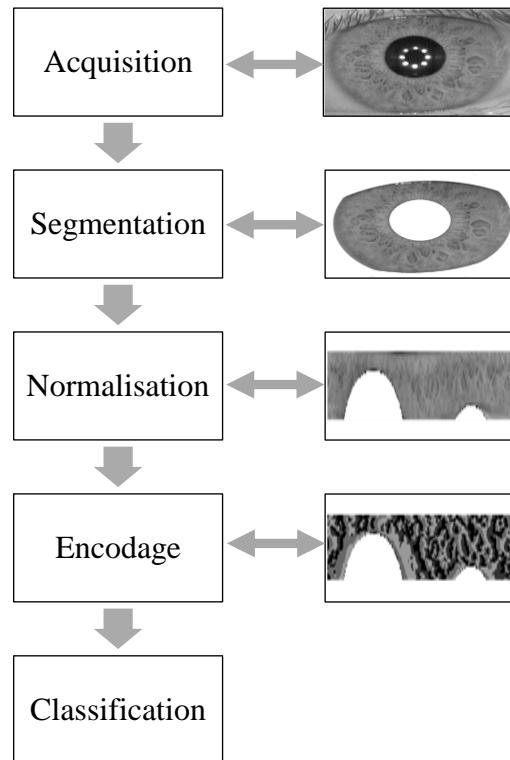 Acquisition
Segmentation
Normalisation
Encodage
Classification